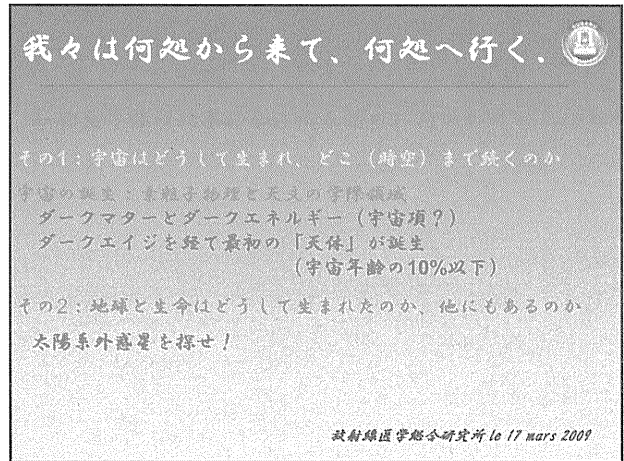 我々は何処から来て、何処へ行く、
その1:宇宙はどうして生まれ、どこ(時空)まで続くのか
宇宙の誕生:素粒子物理と天文の学際領域
ダークマターとダークエネルギー(宇宙項?)
ダークエイジを経て最初の「天体」が誕生
(宇宙年齢の10%以下)
その2:地球と生命はどうして生まれたのか、他にもあるのか
太陽系外惑星を探せ!
放射線医学総合研究所 le 17 mars 2009